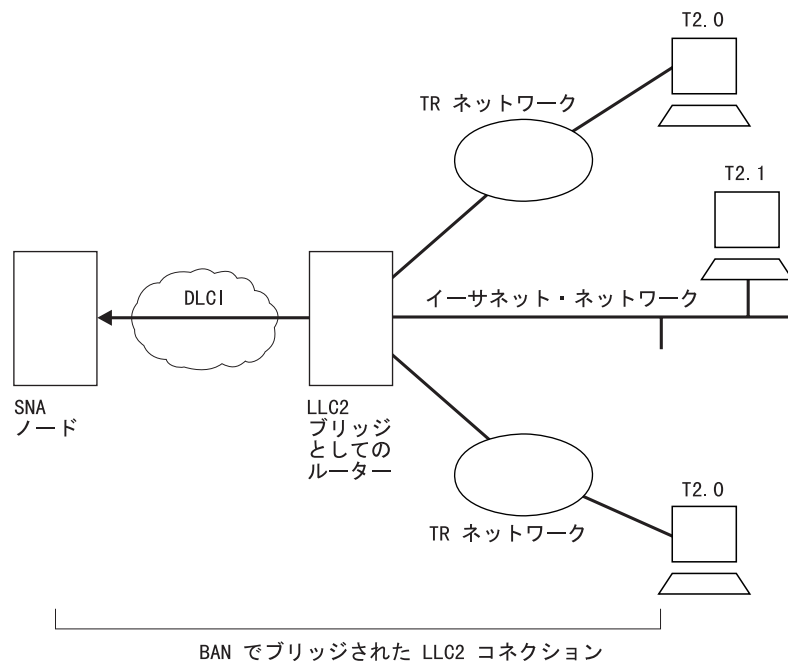 T2.0
TR ネットワーク
T2.1
DLCI
イーサネット・ネットワーク
SNA
ノード
LLC2
ブリッジ
としての
ルーター
T2.0
TR ネットワーク
BAN でブリッジされた LLC2 コネクション